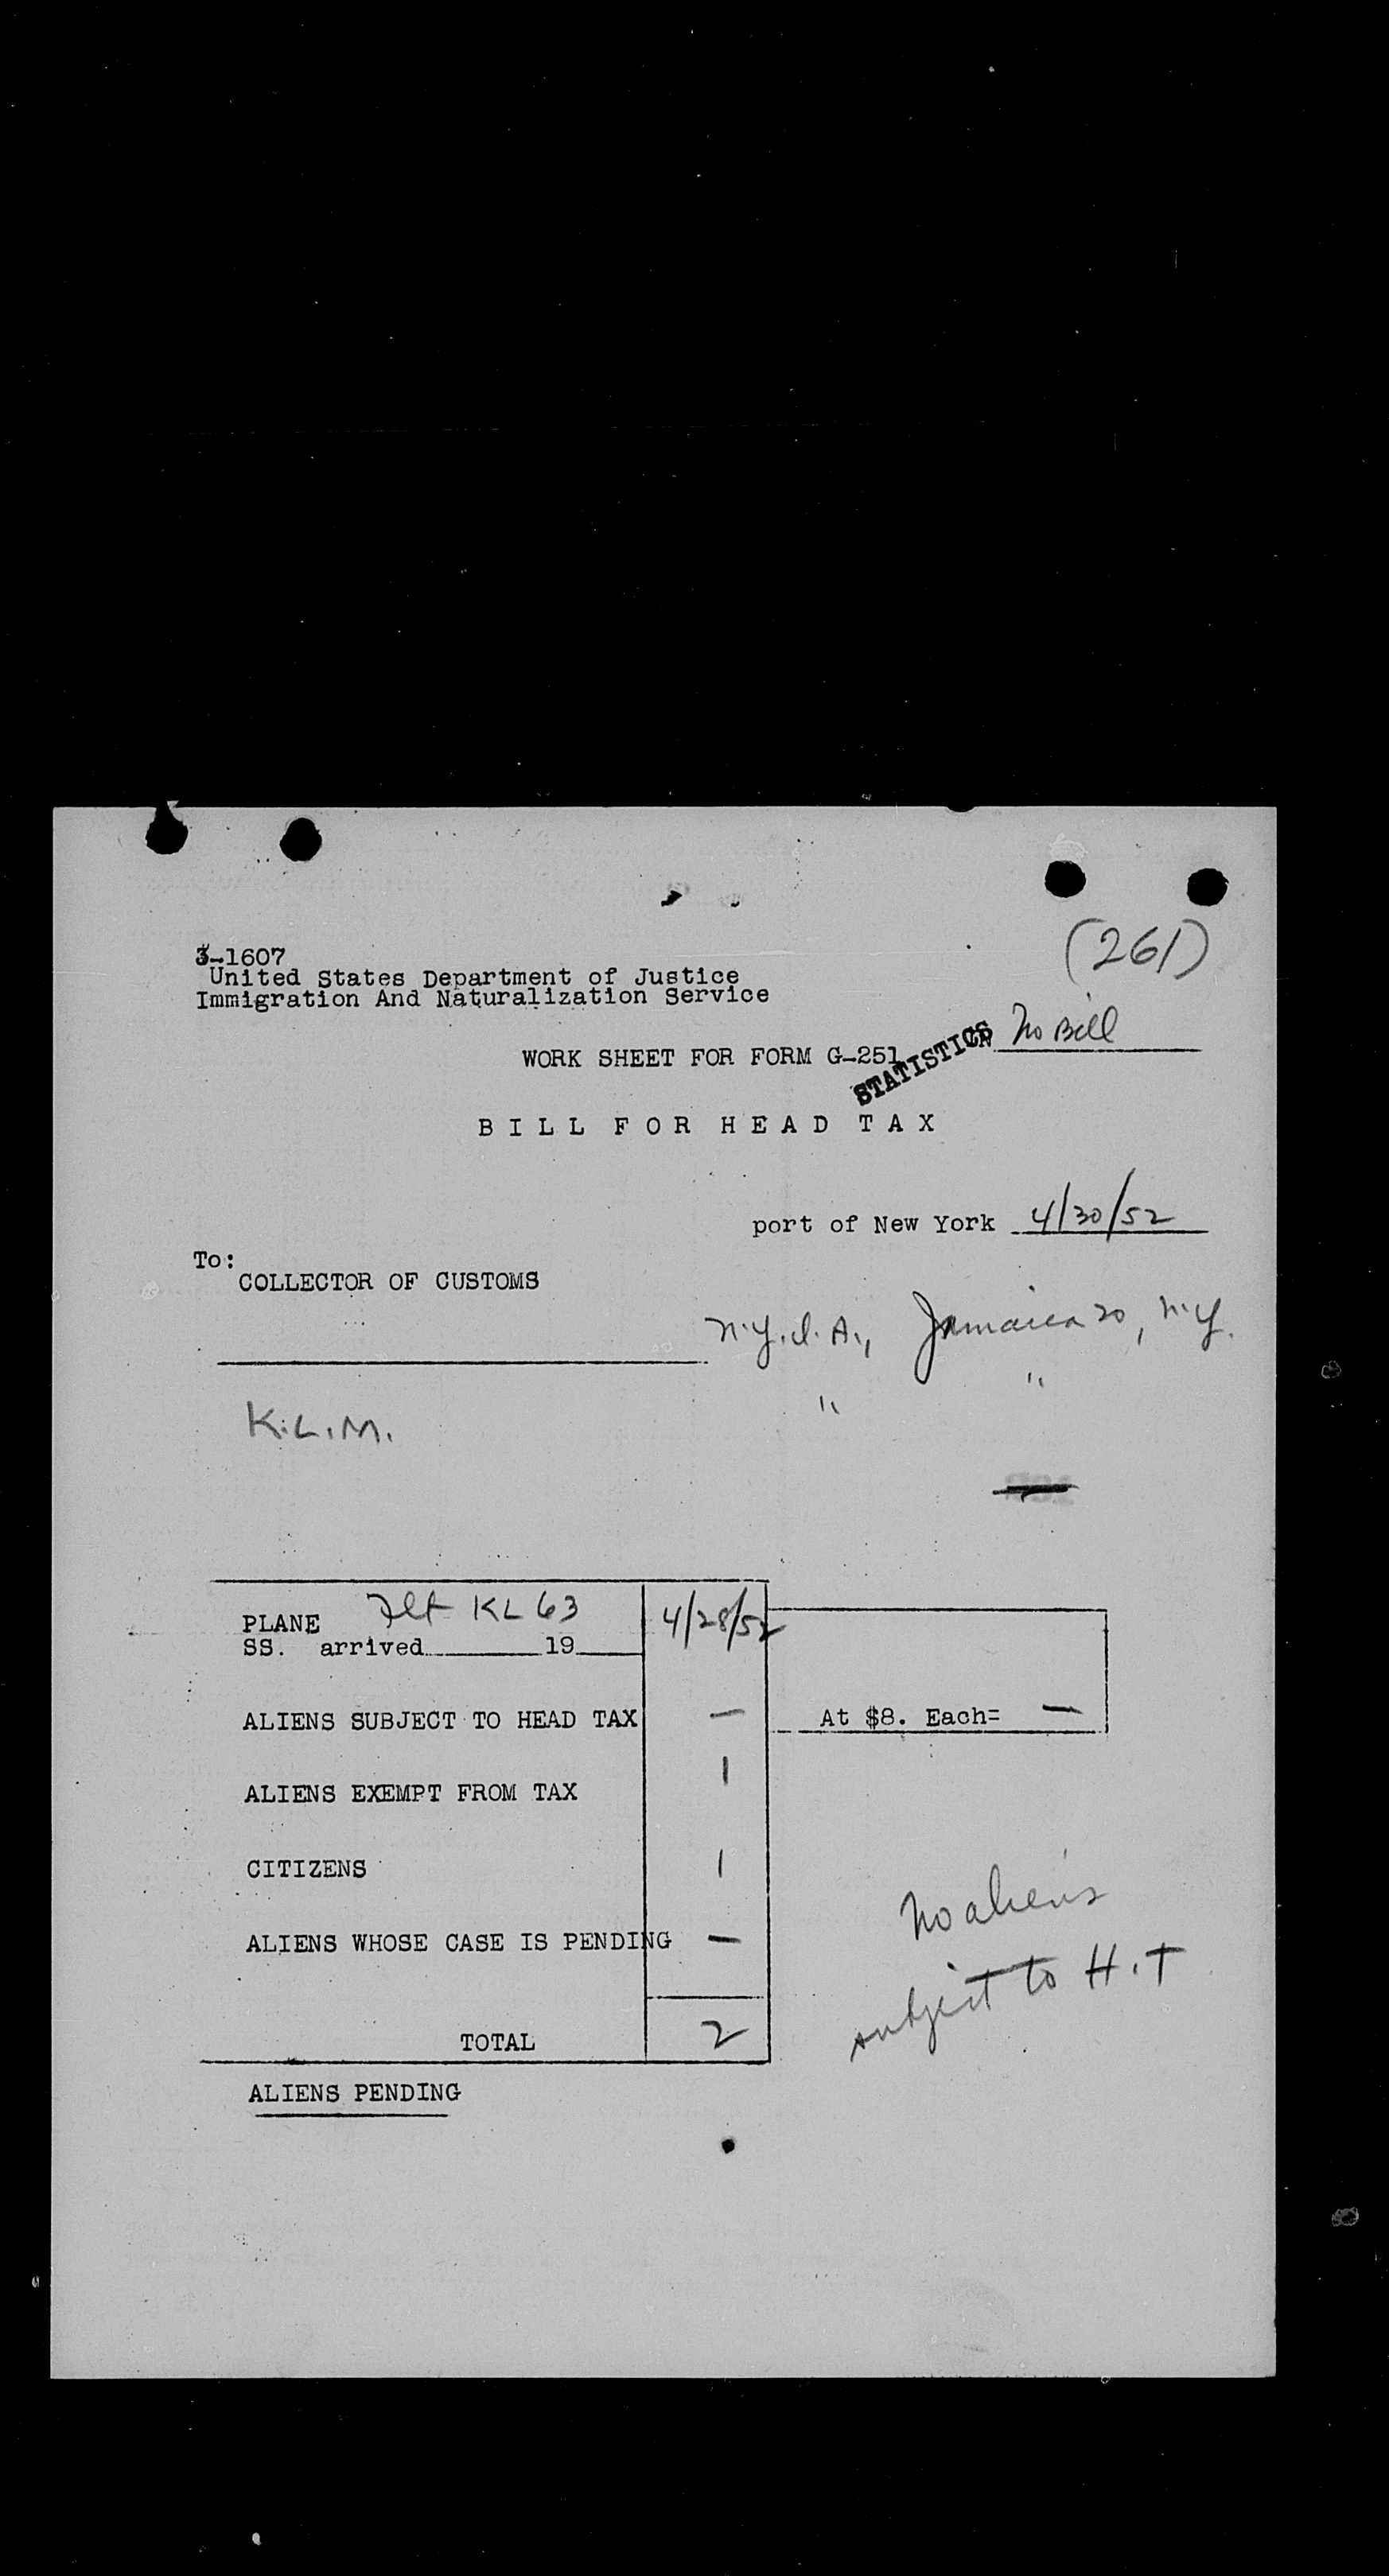 (261)
3-1607
United States Department of Justice
Immigration And Naturalization Service
WORK SHEET FOR FORM G-251 No Bill
STATISTICS
BILL FOR HEAD TAX
port of New York 4/30/52
To:
COLLECTOR OF CUSTOMS
N.Y.I.A., Jamaica 20, N.Y.
" "
K.L.M.
PLANE Flt KL 63 4/28/52
SS. arrived 19
ALIENS SUBJECT TO HEAD TAX — At $8. Each= —
ALIENS EXEMPT FROM TAX 1
CITIZENS 1
ALIENS WHOSE CASE IS PENDING —
No aliens
subject to H.T
TOTAL 2
ALIENS PENDING